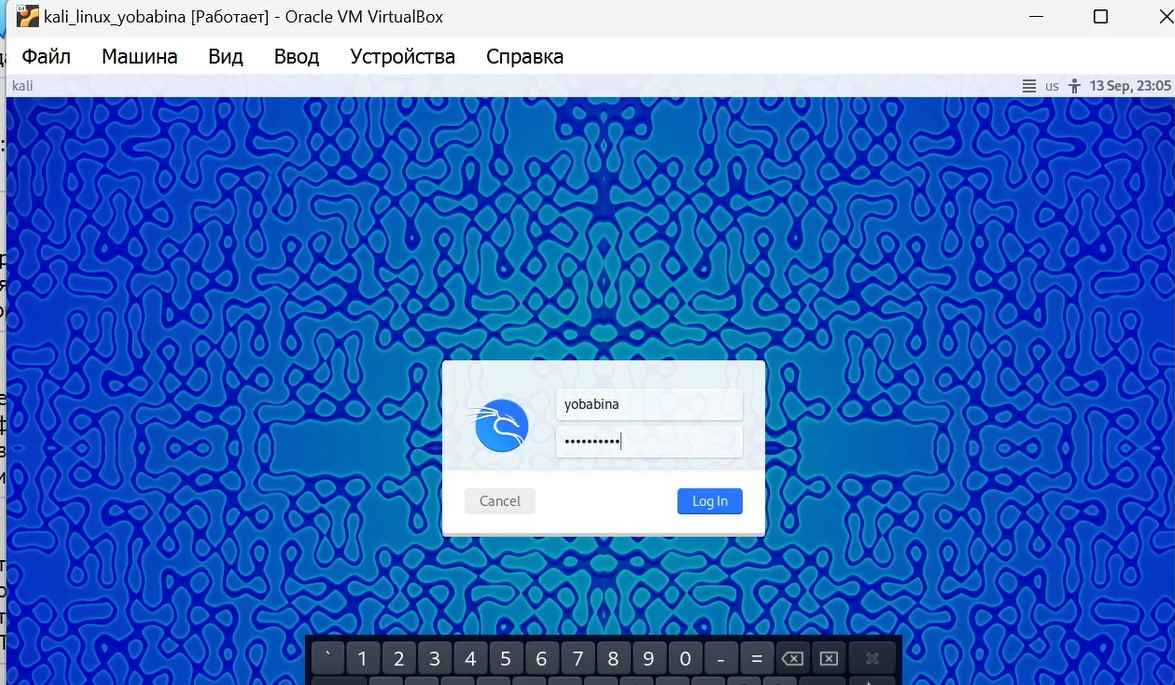 kali_linux_yobabina [Работает] - Oracle VM VirtualBox
Файл Машина Вид Ввод Устройства Справка
kali us 13 Sep, 23:05
yobabina
••••••••••
Cancel Log In
` 1 2 3 4 5 6 7 8 9 0 - =